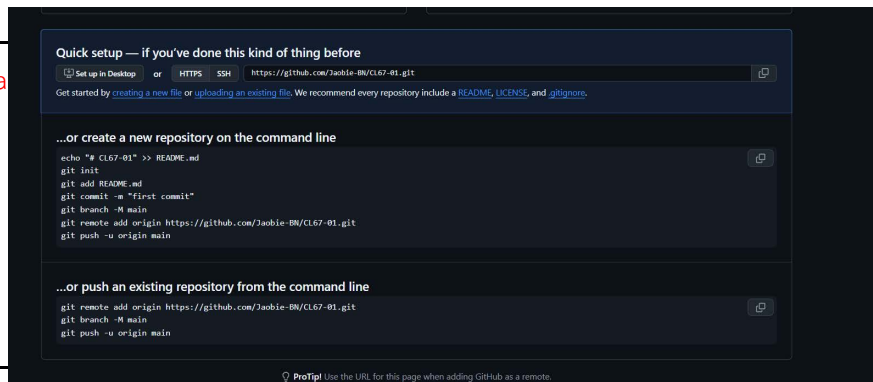 Quick setup — if you've done this kind of thing before
Set up in Desktop or HTTPS SSH https://github.com/Jaobie-BN/CL67-01.git
Get started by creating a new file or uploading an existing file. We recommend every repository include a README, LICENSE, and .gitignore.
a
...or create a new repository on the command line
echo "# CL67-01" >> README.md
git init
git add README.md
git commit -m "first commit"
git branch -M main
git remote add origin https://github.com/Jaobie-BN/CL67-01.git
git push -u origin main
...or push an existing repository from the command line
git remote add origin https://github.com/Jaobie-BN/CL67-01.git
git branch -M main
git push -u origin main
ProTip! Use the URL for this page when adding GitHub as a remote.